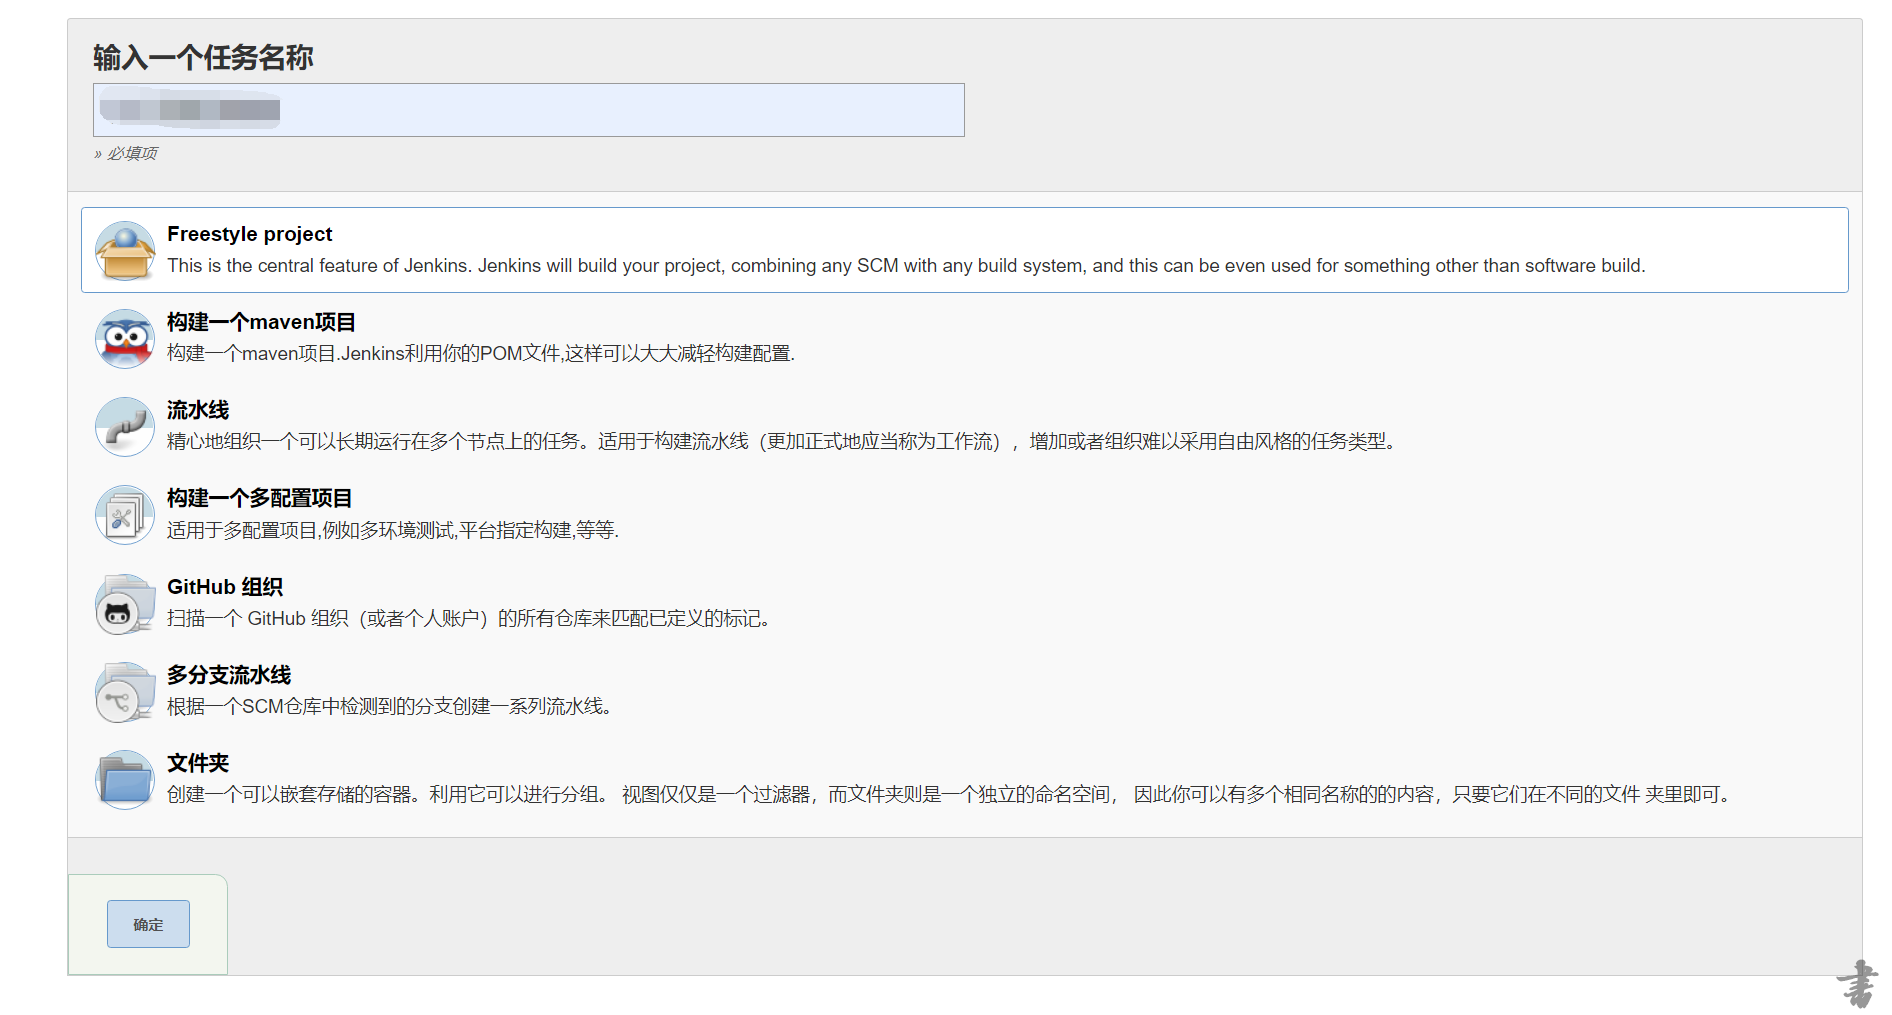 输入一个任务名称
» 必填项
Freestyle project
This is the central feature of Jenkins. Jenkins will build your project, combining any SCM with any build system, and this can be even used for something other than software build.
构建一个maven项目
构建一个maven项目.Jenkins利用你的POM文件,这样可以大大减轻构建配置.
流水线
精心地组织一个可以长期运行在多个节点上的任务。适用于构建流水线（更加正式地应当称为工作流），增加或者组织难以采用自由风格的任务类型。
构建一个多配置项目
适用于多配置项目,例如多环境测试,平台指定构建,等等.
GitHub 组织
扫描一个 GitHub 组织（或者个人账户）的所有仓库来匹配已定义的标记。
多分支流水线
根据一个SCM仓库中检测到的分支创建一系列流水线。
文件夹
创建一个可以嵌套存储的容器。利用它可以进行分组。 视图仅仅是一个过滤器，而文件夹则是一个独立的命名空间， 因此你可以有多个相同名称的的内容，只要它们在不同的文件 夹里即可。
确定
書